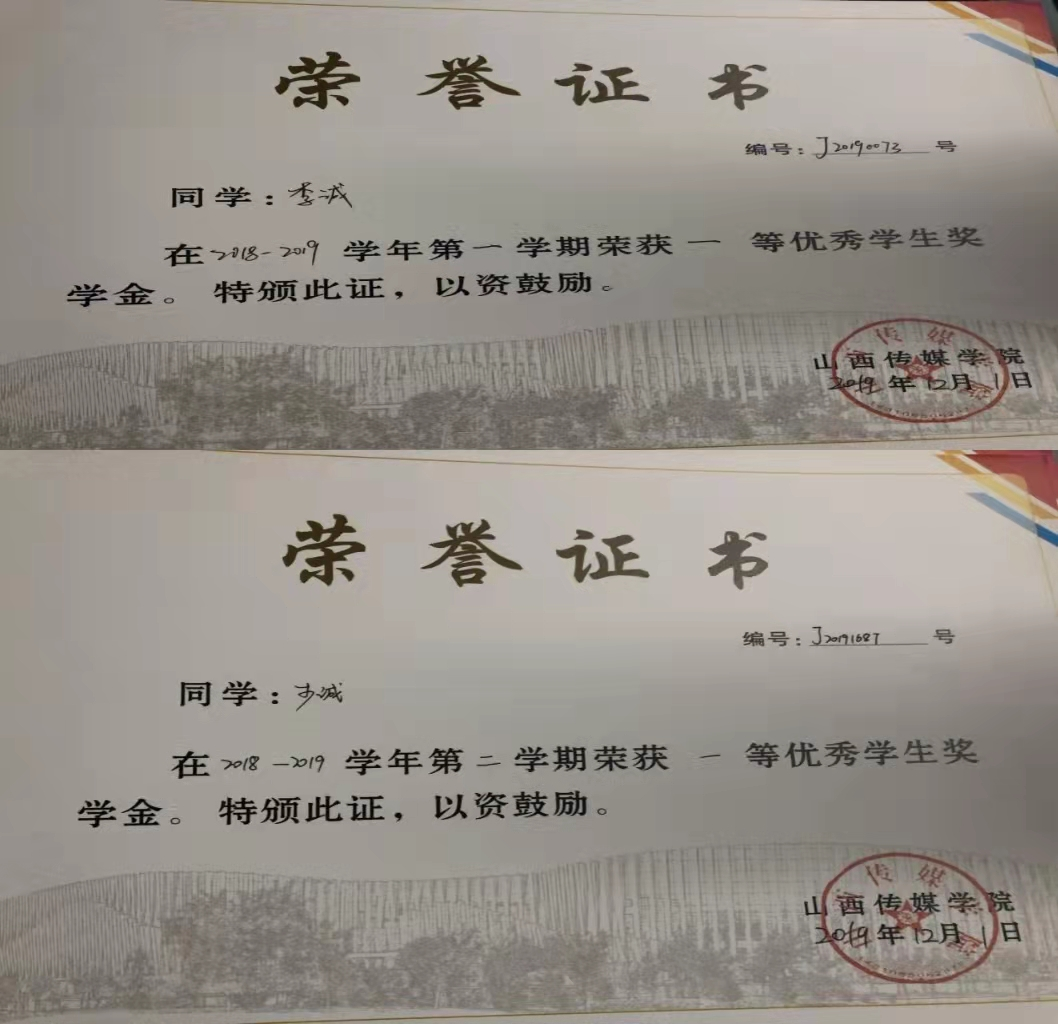 荣誉证书
编号：J20190073号
同学：李诚
在2018-2019学年第一学期荣获一等优秀学生奖
学金。特颁此证，以资鼓励。
传媒
山西传媒学院
2019年12月1日
荣誉证书
编号：J20191687号
同学：
在2018-2019学年第二学期荣获一等优秀学生奖
学金。特颁此证，以资鼓励。
传媒
山西传媒学院
2019年12月1日